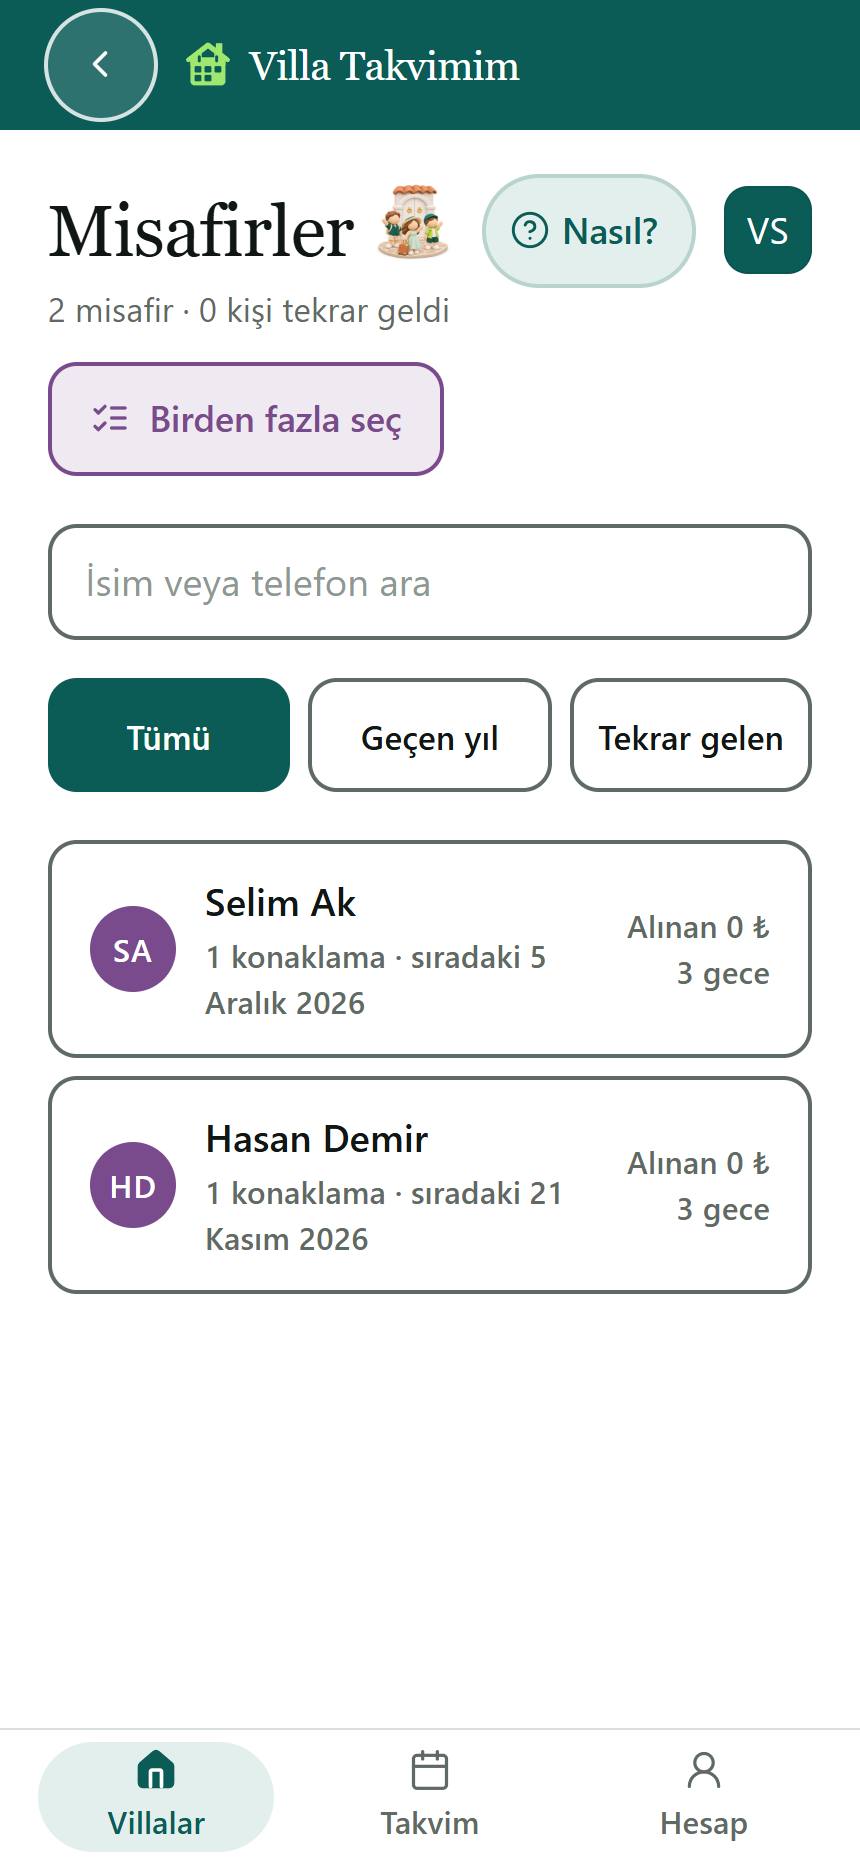 Villa Takvimim
Misafirler
Nasıl?
VS
2 misafir · 0 kişi tekrar geldi
Birden fazla seç
İsim veya telefon ara
Tümü
Geçen yıl
Tekrar gelen
SA
Selim Ak
1 konaklama · sıradaki 5
Aralık 2026
Alınan 0 ₺
3 gece
HD
Hasan Demir
1 konaklama · sıradaki 21
Kasım 2026
Alınan 0 ₺
3 gece
Villalar
Takvim
Hesap